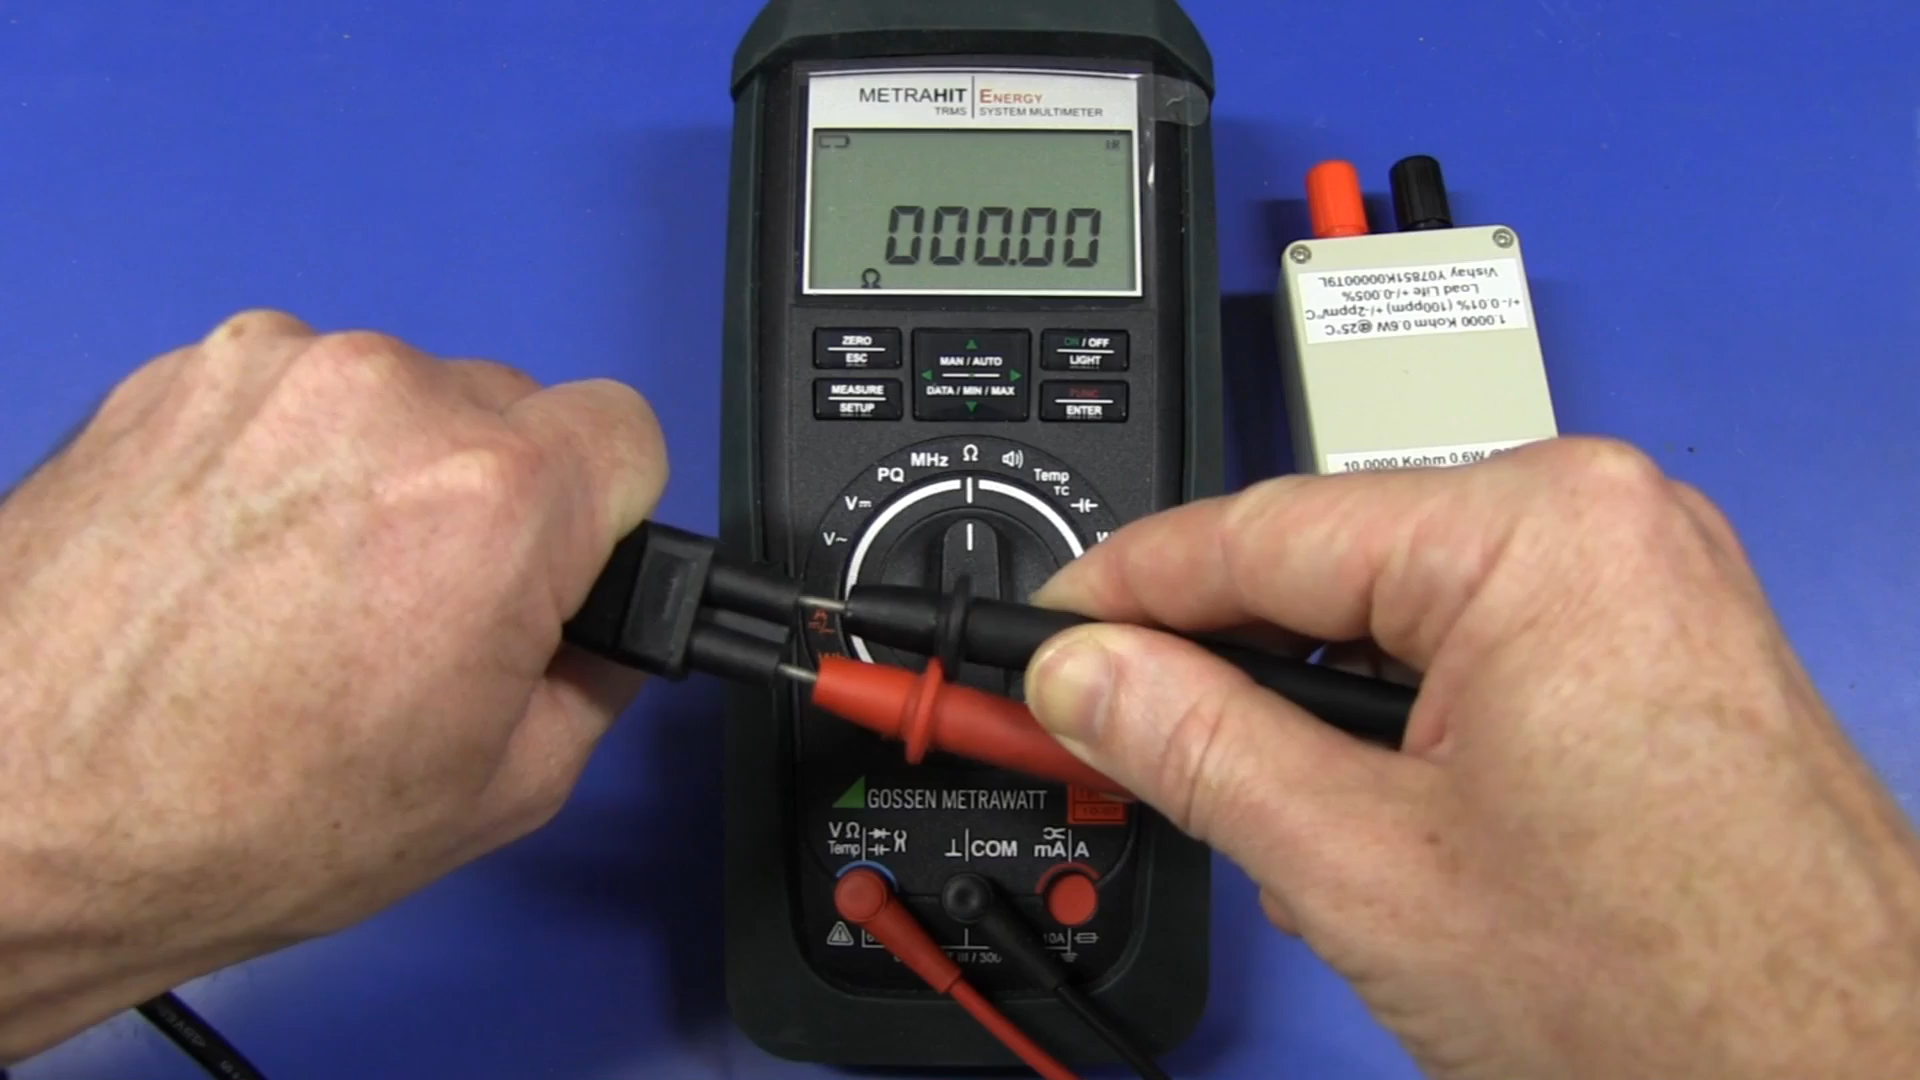 METRAHIT ENERGY
TRMS SYSTEM MULTIMETER
000.00
Ω
ZERO
ESC
MAN / AUTO
DATA / MIN / MAX
ON / OFF
LIGHT
MEASURE
SETUP
FUNC
ENTER
V~
V⎓
PQ
MHz
Ω
Temp
TC
W
GOSSEN METRAWATT
V Ω
Temp
⊥ COM
mA A
10A
1.0000 Kohm 0.6W @25°C
+/-0.01% (100ppm) +/-2ppm/°C
Load Life +/-0.005%
Vishay Y07851K00000T9L
10.0000 Kohm 0.6W